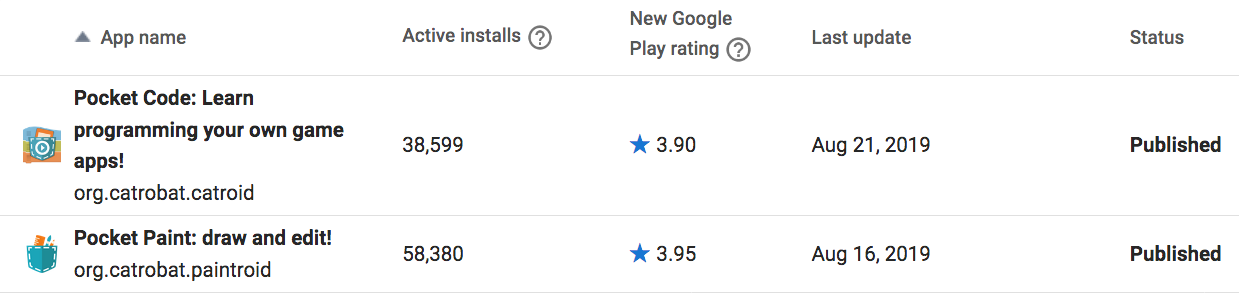 App name
Active installs
New Google
Play rating
Last update
Status
Pocket Code: Learn
programming your own game
apps!
org.catrobat.catroid
38,599
3.90
Aug 21, 2019
Published
Pocket Paint: draw and edit!
org.catrobat.paintroid
58,380
3.95
Aug 16, 2019
Published